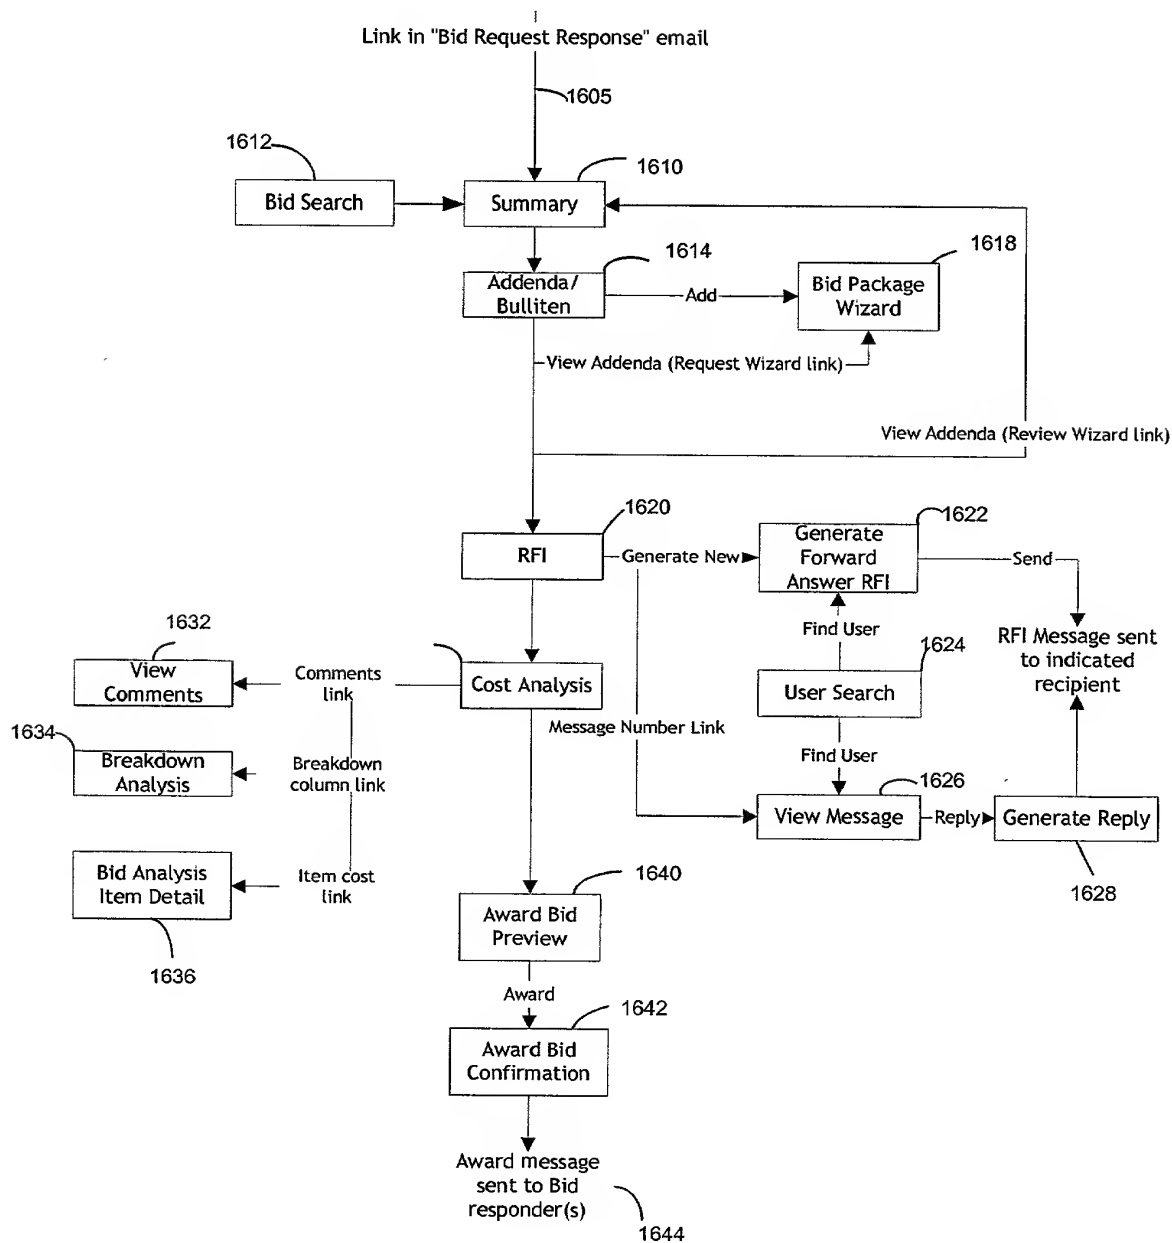 Link in "Bid Request Response" email
1605
1612
1610
Bid Search
Summary
1614
1618
Addenda/
Bulliten
Add
Bid Package
Wizard
View Addenda (Request Wizard link)
View Addenda (Review Wizard link)
1620
1622
RFI
Generate New
Generate
Forward
Answer RFI
Send
1632
Find User
1624
RFI Message sent
to indicated
recipient
View
Comments
Comments
link
Cost Analysis
User Search
1634
Message Number Link
Breakdown
Analysis
Breakdown
column link
Find User
1626
View Message
Reply
Generate Reply
Bid Analysis
Item Detail
Item cost
link
1640
1628
Award Bid
Preview
1636
Award
1642
Award Bid
Confirmation
Award message
sent to Bid
responder(s)
1644